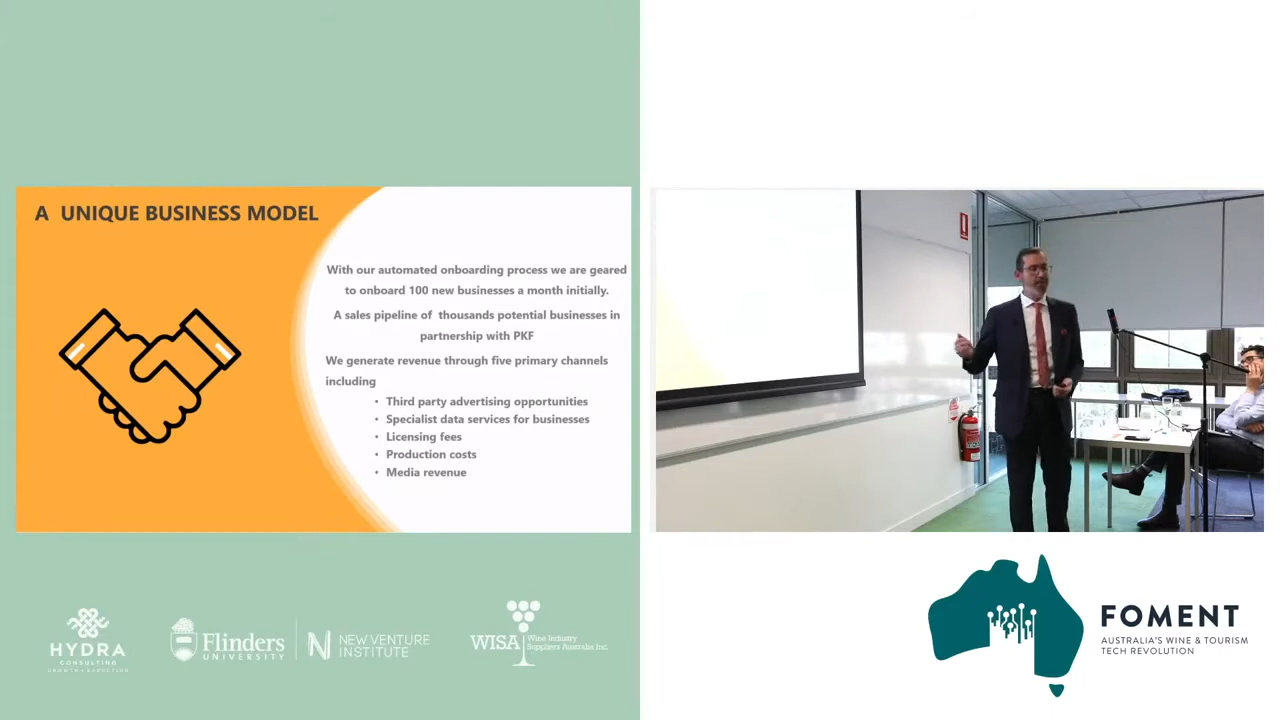 A UNIQUE BUSINESS MODEL
With our automated onboarding process we are geared
to onboard 100 new businesses a month initially.
A sales pipeline of thousands potential businesses in
partnership with PKF
We generate revenue through five primary channels
including
• Third party advertising opportunities
• Specialist data services for businesses
• Licensing fees
• Production costs
• Media revenue
HYDRA
CONSULTING
Flinders
UNIVERSITY
NEW VENTURE
INSTITUTE
WISA
Wine Industry
Suppliers Australia Inc.
FOMENT
AUSTRALIA'S WINE & TOURISM
TECH REVOLUTION